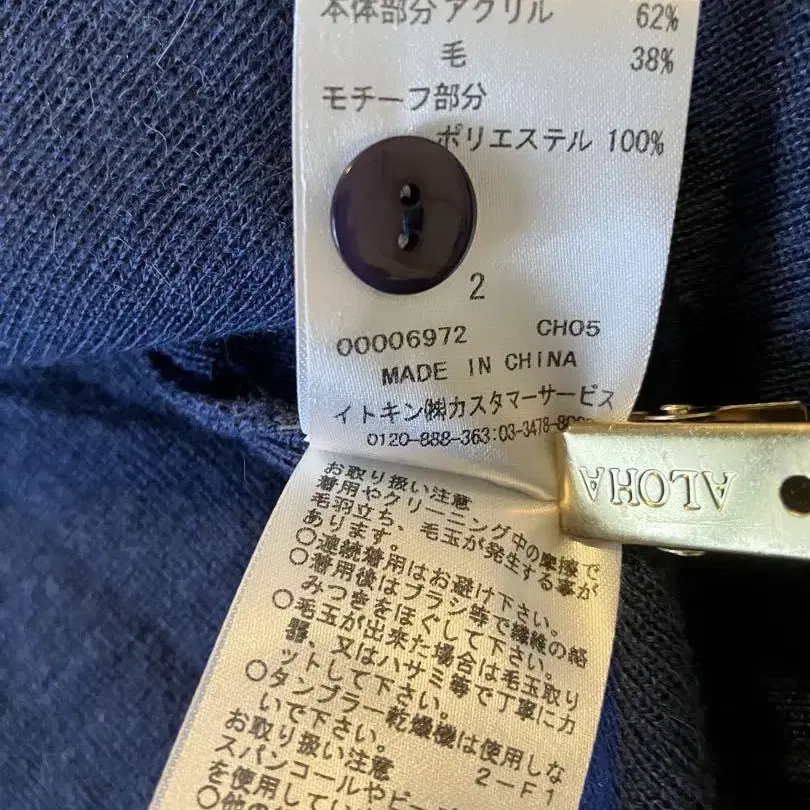 本体部分 アクリル 62%
毛 38%
モチーフ部分
ポリエステル 100%
2
00006972 CH05
MADE IN CHINA
イトキン㈱カスタマーサービス
0120-888-363:03-3478-80
ALOHA
お取り扱い注意
着用やクリーニング中の摩擦で
毛羽立ち、毛玉が発生する事が
あります。
○連続着用はお避け下さい。
○着用後はブラシ等で繊維の絡
みつきをほぐして下さい。
○毛玉が出来た場合は毛玉取り
器、又はハサミ等で丁寧にカ
ットして下さい。
○タンブラー乾燥機は使用しな
いで下さい。
2-F1
お取り扱い注意
スパンコールやビー
を使用してい
○他の